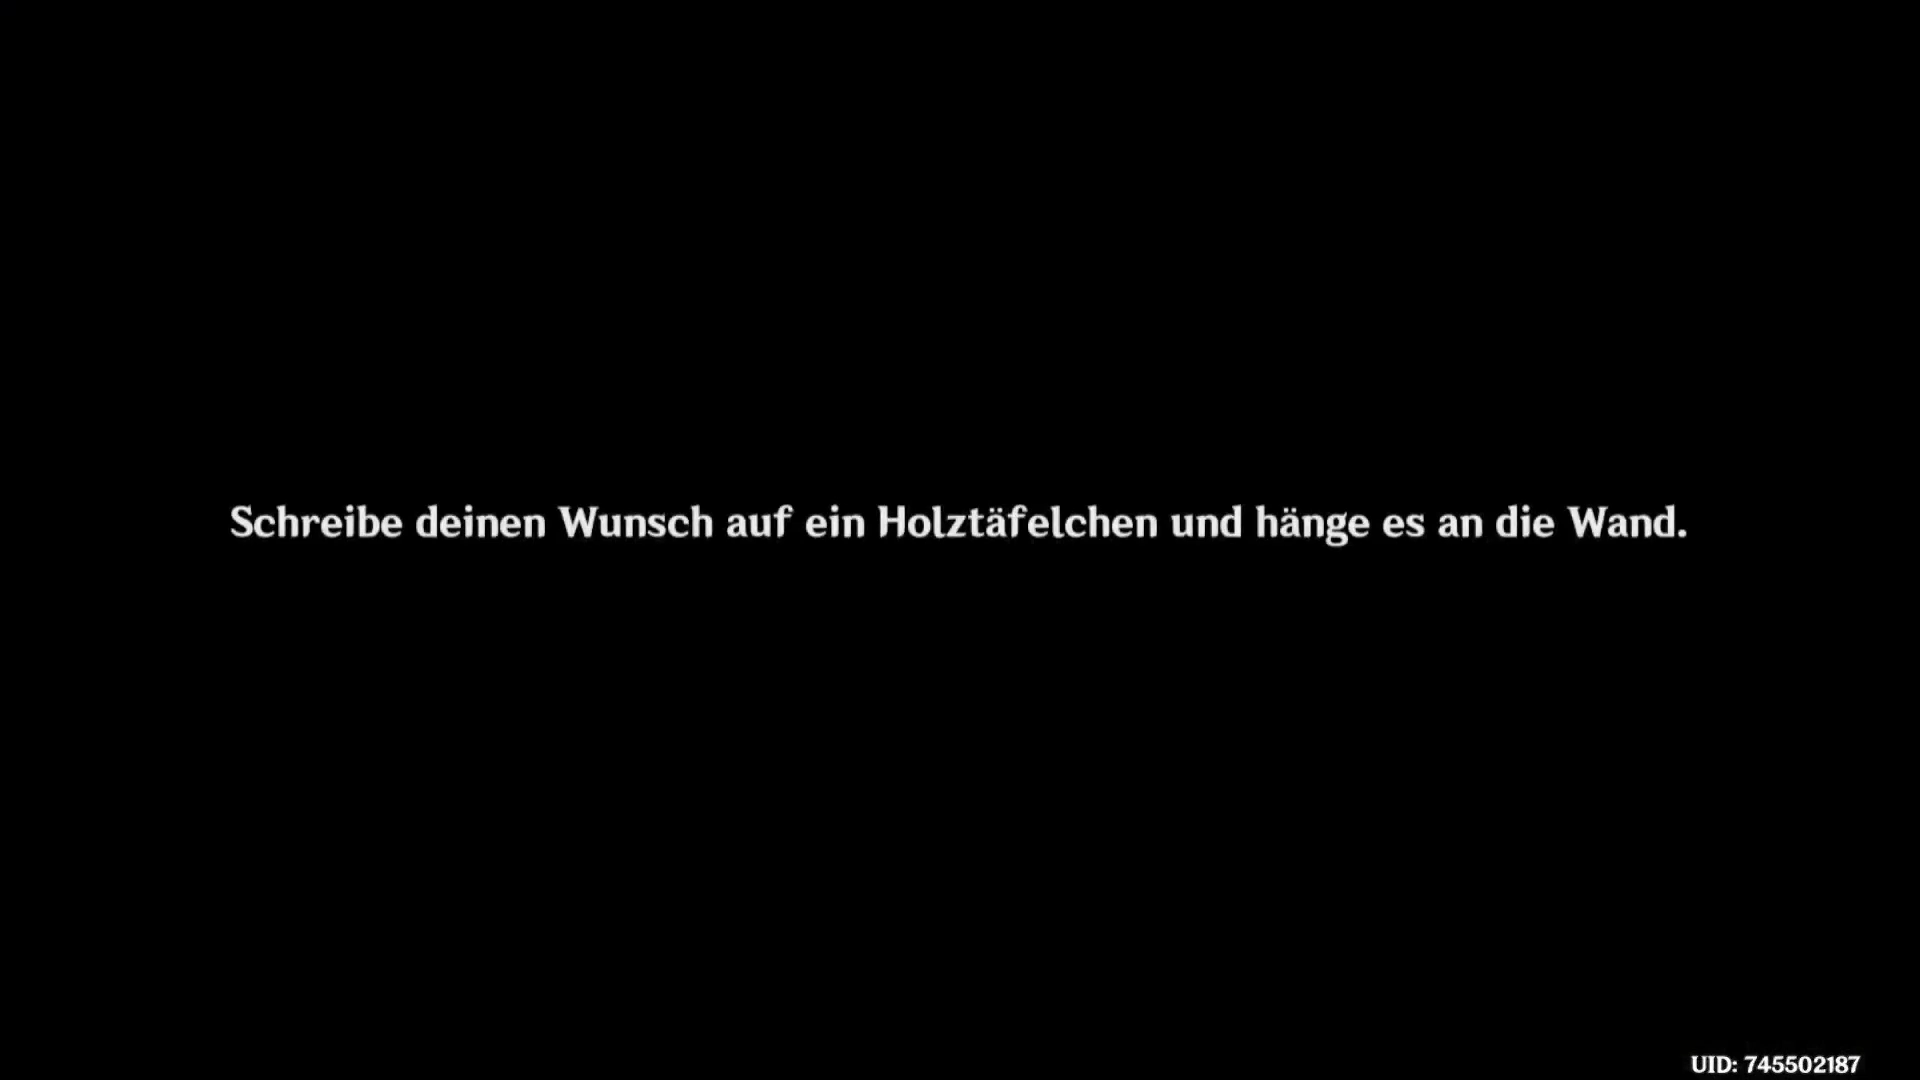 Schreibe deinen Wunsch auf ein Holztäfelchen und hänge es an die Wand.
UID: 745502187